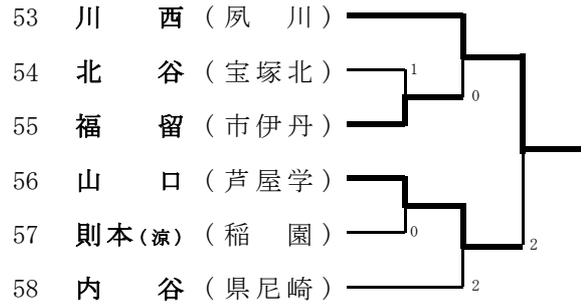 53 川 西 ( 夙 川 )
54 北 谷 ( 宝塚北 ) 1
0
55 福 留 ( 市伊丹 )
56 山 口 ( 芦屋学 )
57 則本(涼) ( 稲 園 ) 0
2
58 内 谷 ( 県尼崎 ) 2